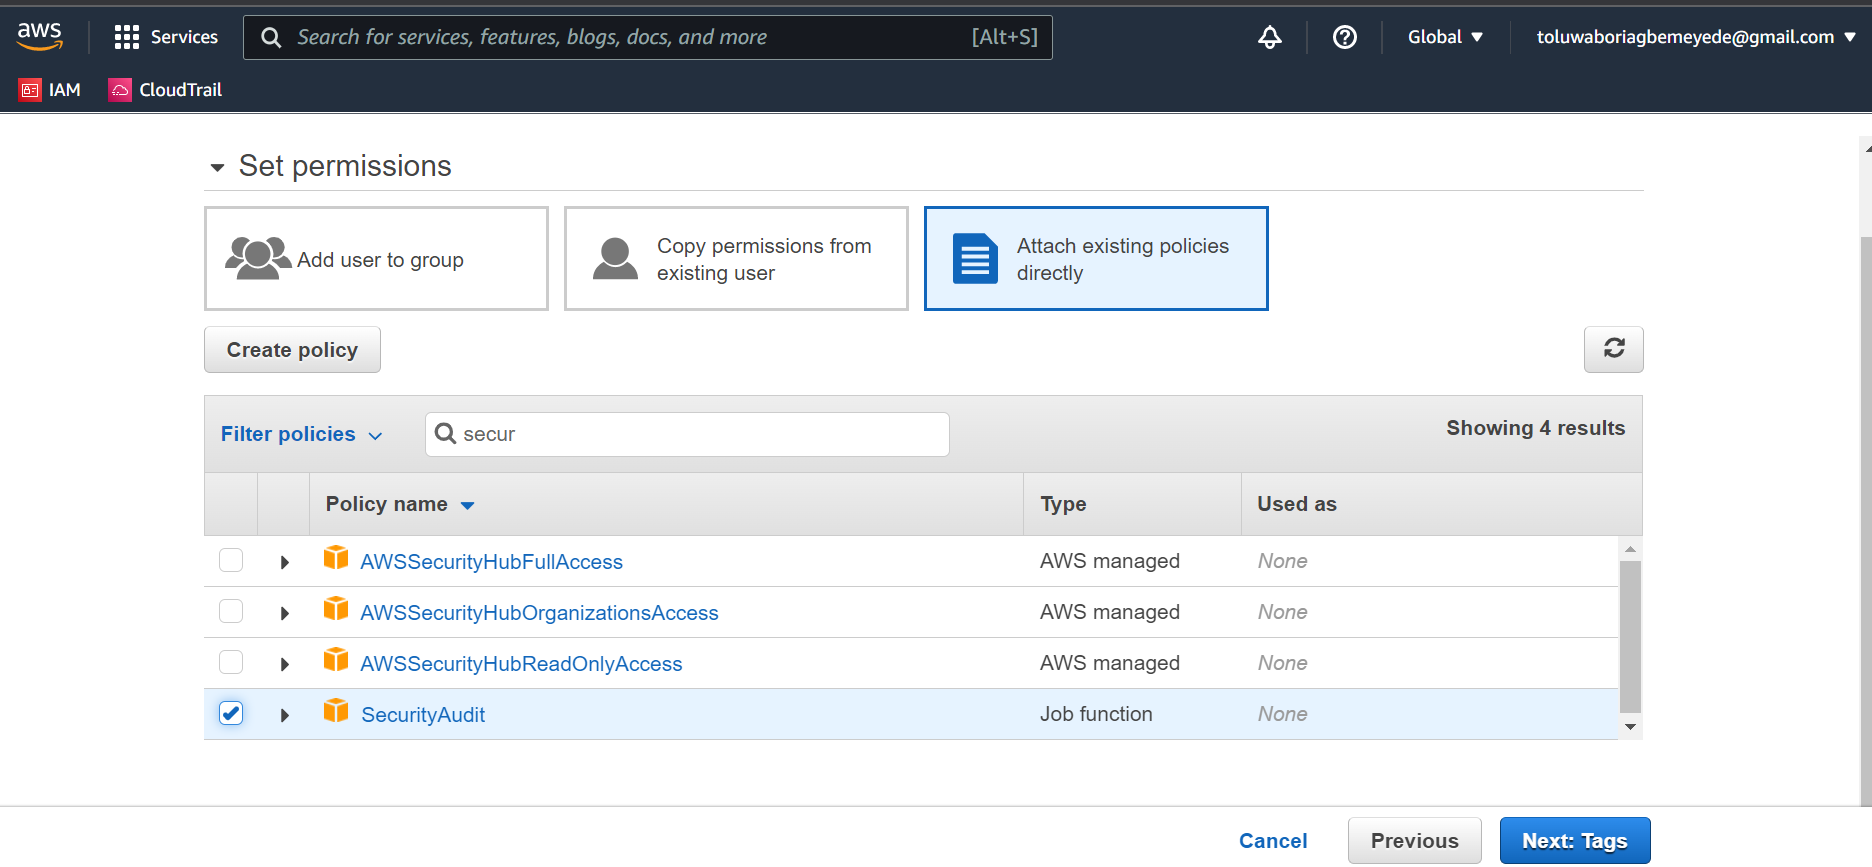 aws
Services
Search for services, features, blogs, docs, and more [Alt+S]
Global
toluwaboriagbemeyede@gmail.com
IAM
CloudTrail
Set permissions
Add user to group
Copy permissions from
existing user
Attach existing policies
directly
Create policy
Filter policies
secur
Showing 4 results
Policy name Type Used as
AWSSecurityHubFullAccess AWS managed None
AWSSecurityHubOrganizationsAccess AWS managed None
AWSSecurityHubReadOnlyAccess AWS managed None
SecurityAudit Job function None
Cancel
Previous
Next: Tags